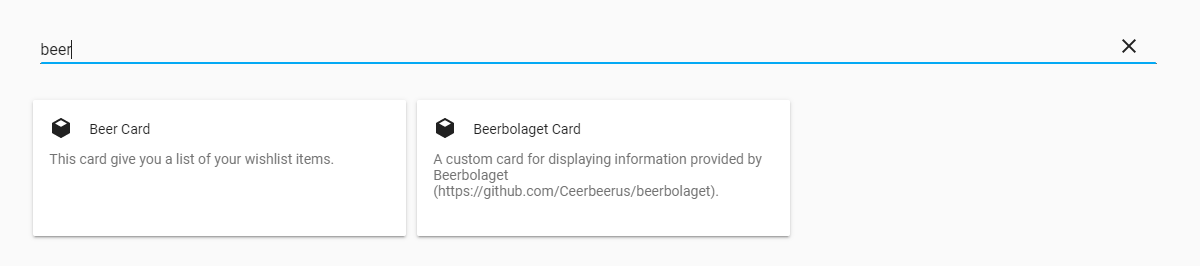 beer
Beer Card
This card give you a list of your wishlist items.
Beerbolaget Card
A custom card for displaying information provided by
Beerbolaget
(https://github.com/Ceerbeerus/beerbolaget).